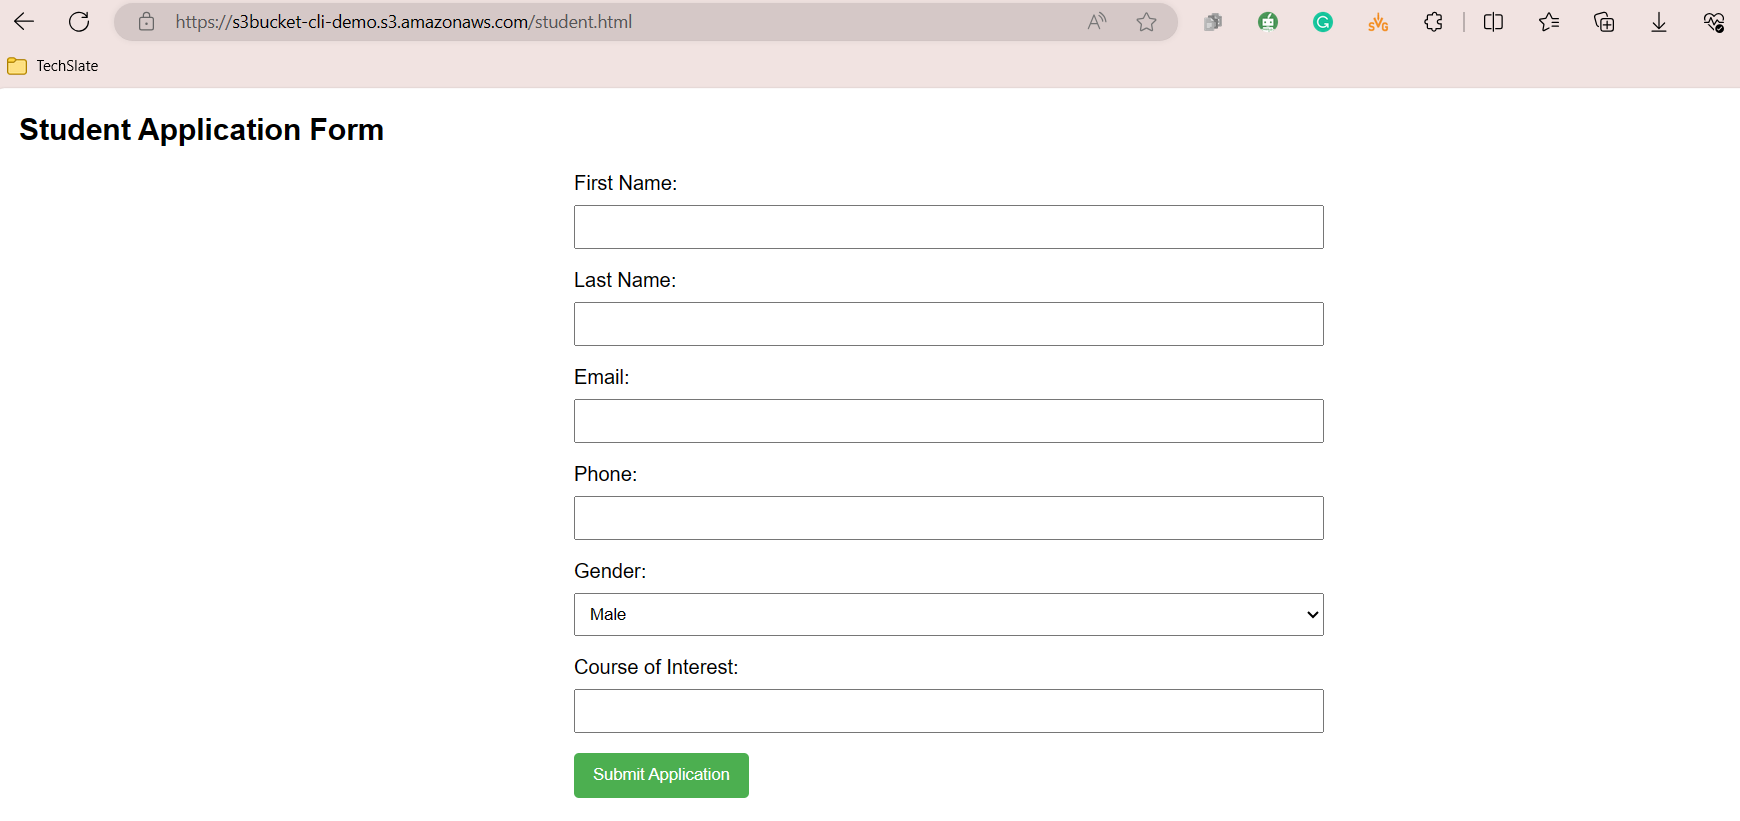 https://s3bucket-cli-demo.s3.amazonaws.com/student.html
TechSlate
Student Application Form
First Name:
Last Name:
Email:
Phone:
Gender:
Male
Course of Interest:
Submit Application